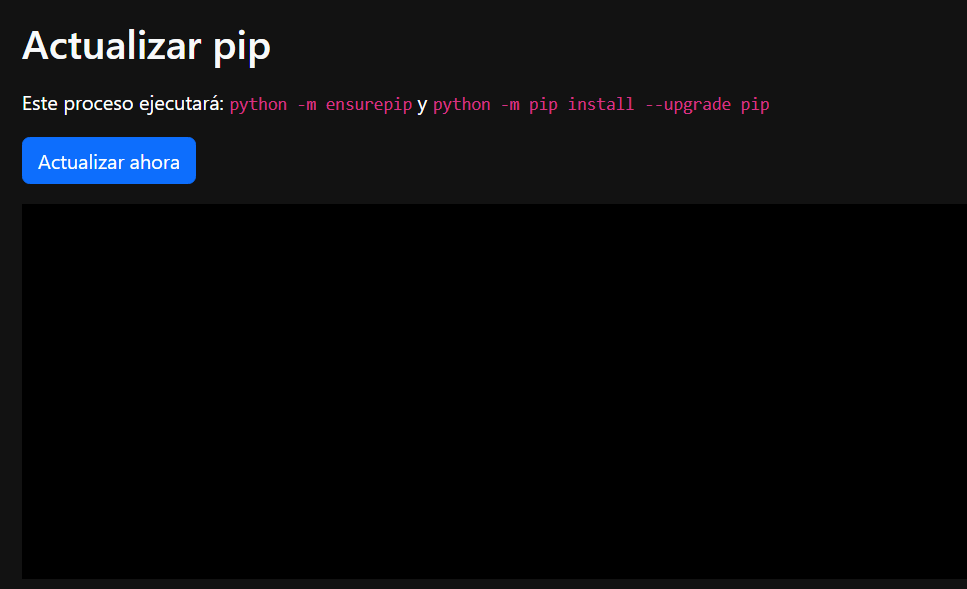 Actualizar pip
Este proceso ejecutará: python -m ensurepip y python -m pip install --upgrade pip
Actualizar ahora